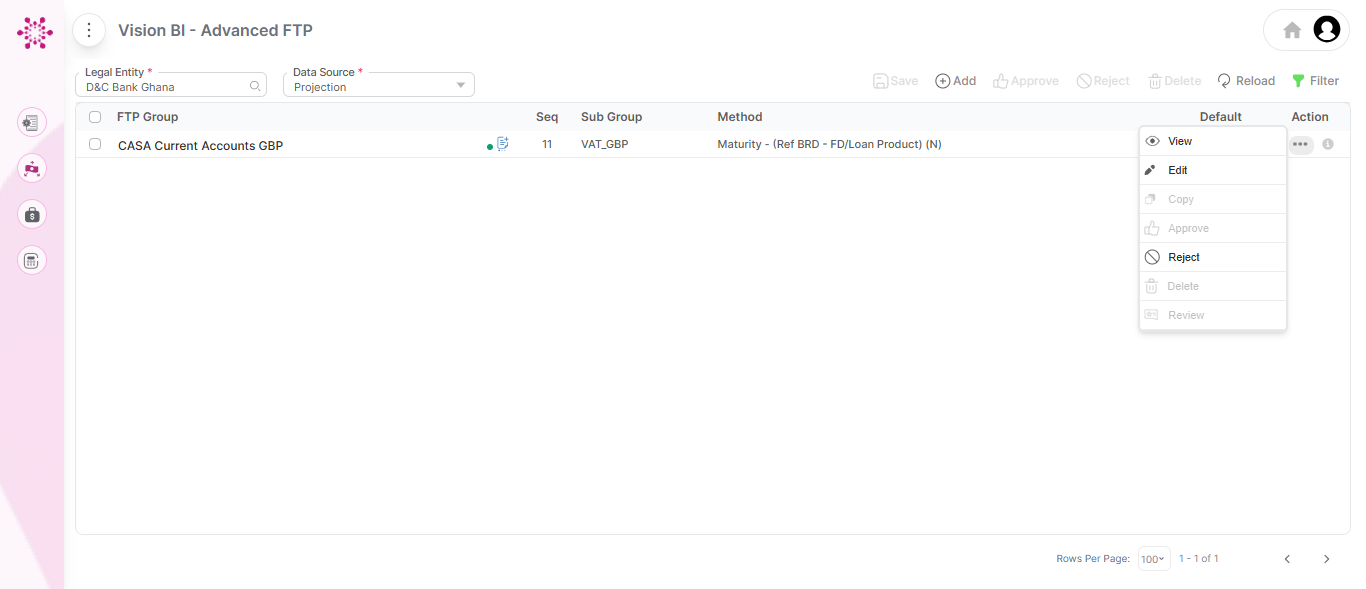 Vision BI - Advanced FTP
Legal Entity *
D&C Bank Ghana
Data Source *
Projection
Save
Add
Approve
Reject
Delete
Reload
Filter
FTP Group
Seq
Sub Group
Method
Default
Action
CASA Current Accounts GBP
11
VAT_GBP
Maturity - (Ref BRD - FD/Loan Product) (N)
View
Edit
Copy
Approve
Reject
Delete
Review
Rows Per Page:
100
1 - 1 of 1